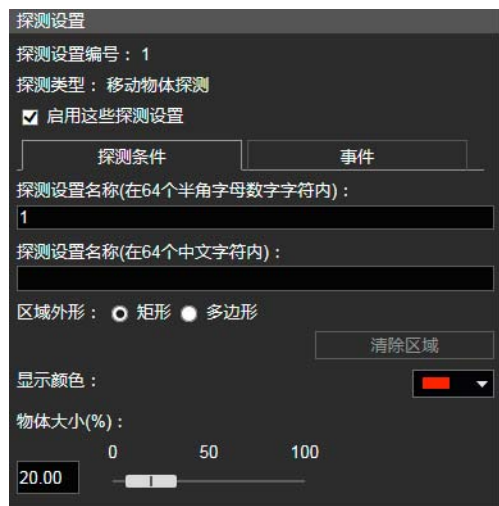 探测设置
探测设置编号：1
探测类型：移动物体探测
启用这些探测设置
探测条件 事件
探测设置名称(在64个半角字母数字字符内)：
1
探测设置名称(在64个中文字符内)：
区域外形： 矩形 多边形
清除区域
显示颜色：
物体大小(%)：
0 50 100
20.00